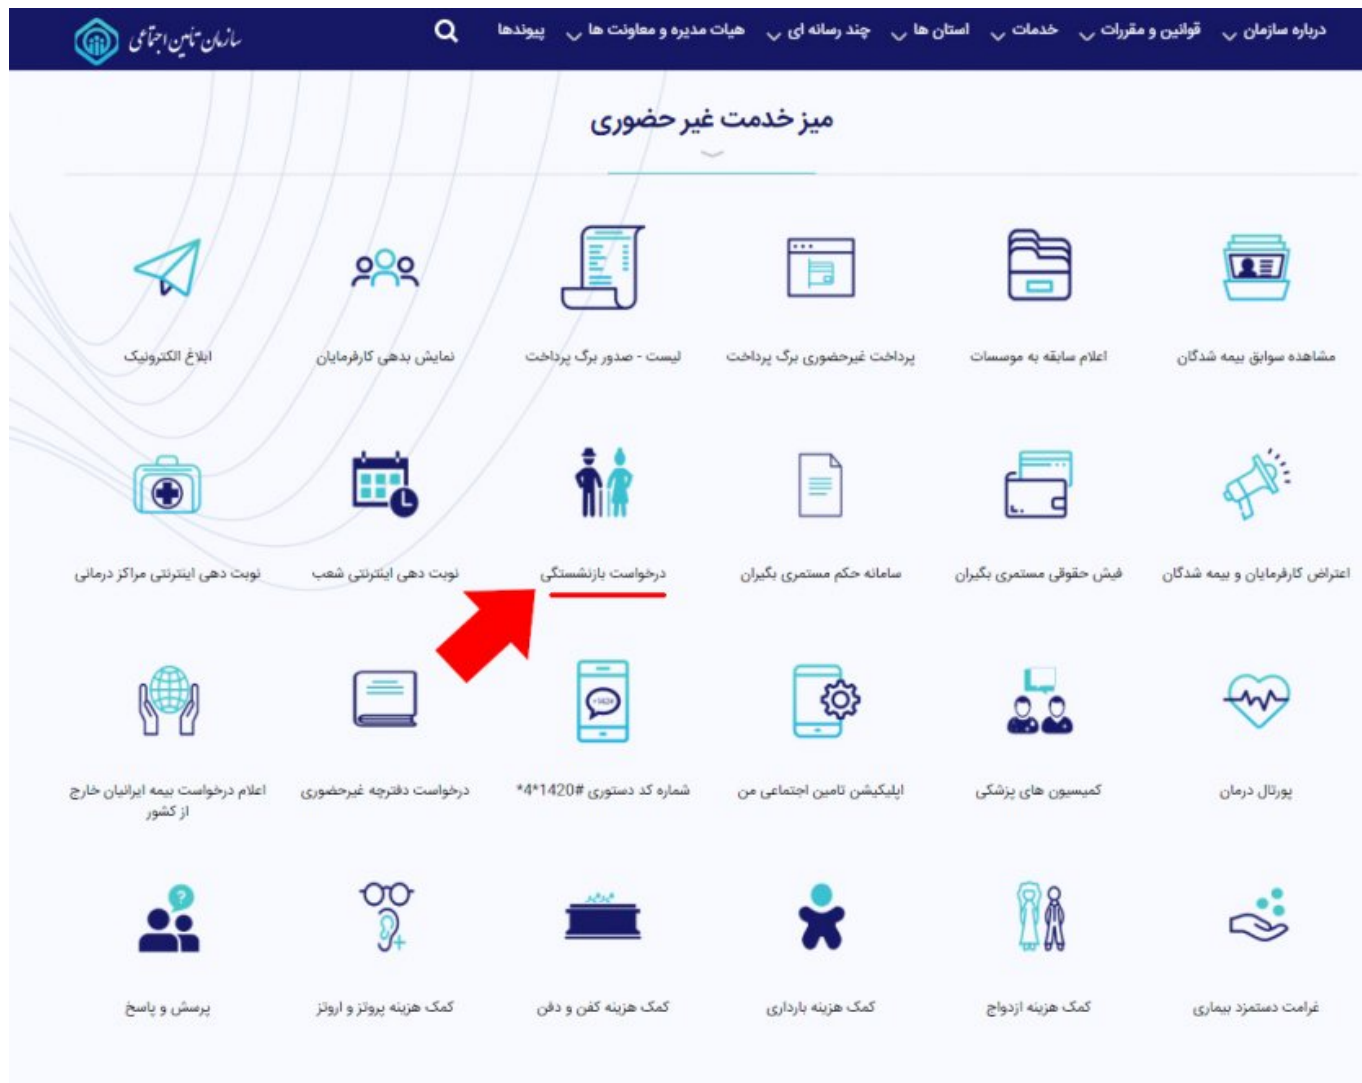 درباره سازمان قوانین و مقررات خدمات استان ها چند رسانه ای هیات مدیره و معاونت ها پیوندها سازمان تأمین اجتماعی
میز خدمت غیر حضوری
مشاهده سوابق بیمه شدگان اعلام سابقه به موسسات پرداخت غیرحضوری برگ پرداخت لیست - صدور برگ پرداخت نمایش بدهی کارفرمایان ابلاغ الکترونیک
اعتراض کارفرمایان و بیمه شدگان فیش حقوقی مستمری بگیران سامانه حکم مستمری بگیران درخواست بازنشستگی نوبت دهی اینترنتی شعب نوبت دهی اینترنتی مراکز درمانی
پورتال درمان کمیسیون های پزشکی اپلیکیشن تامین اجتماعی من شماره کد دستوری #1420*4* درخواست دفترچه غیرحضوری اعلام درخواست بیمه ایرانیان خارج
از کشور
غرامت دستمزد بیماری کمک هزینه ازدواج کمک هزینه بارداری کمک هزینه کفن و دفن کمک هزینه پروتز و اروتز پرسش و پاسخ